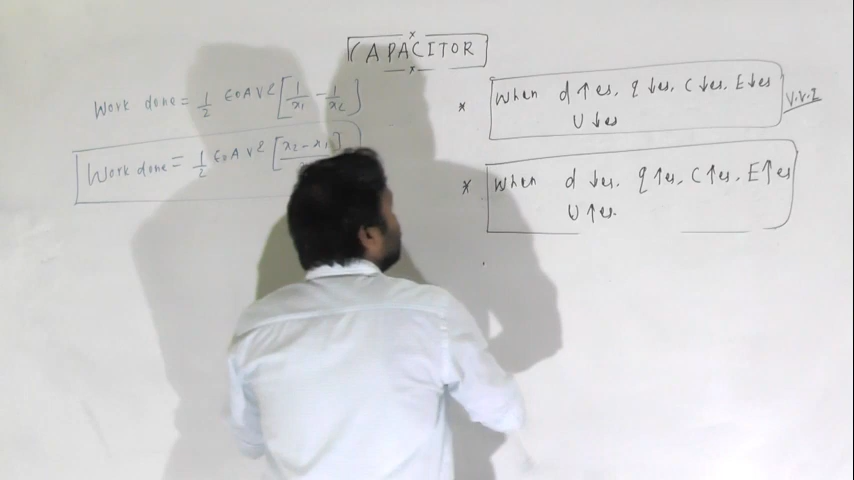 CAPACITOR
Work done = 1/2 ε0AV² [1/x1 - 1/x2]
Work done = 1/2 ε0AV² [x2 - x1]
* When d ↑es, q ↓es, C ↓es, E↓es
U ↓es
V.V.I
* When d ↓es, q ↑es, C ↑es, E↑es
U ↑es.